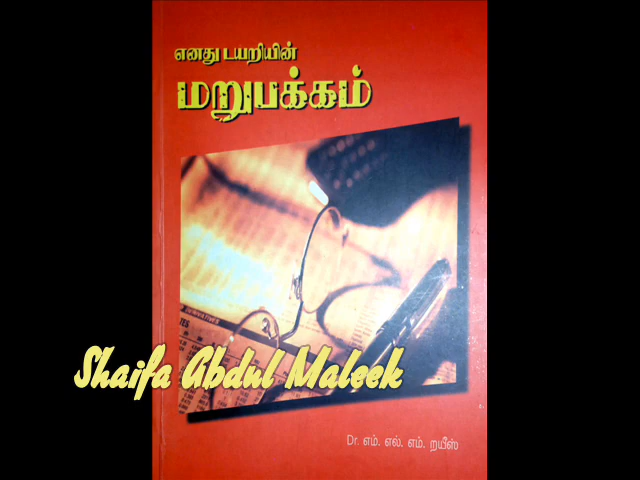 எனது டயறியின்
மறுபக்கம்
Shaifa Abdul Maleek
Dr. எம். எல். எம். றயீஸ்